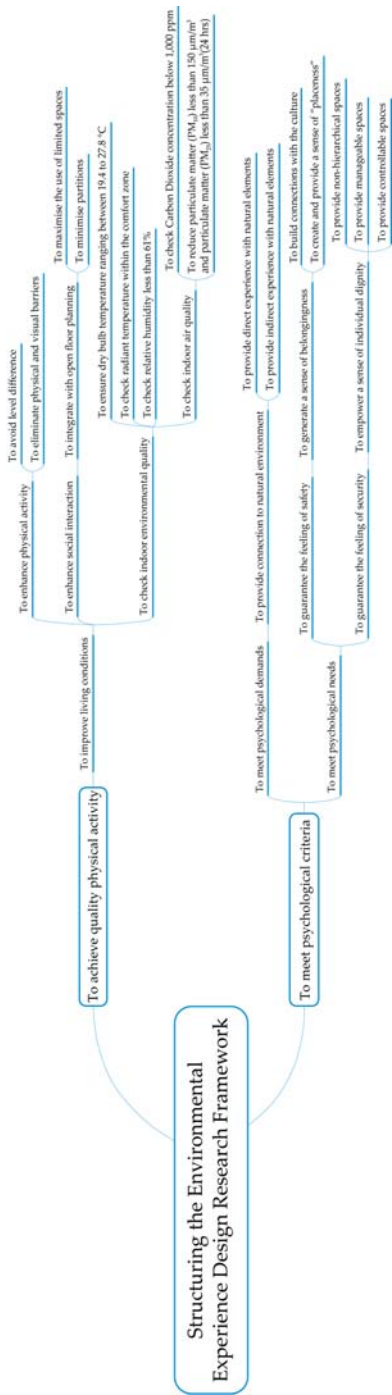 Structuring the Environmental
Experience Design Research Framework
To achieve quality physical activity
To improve living conditions
To enhance physical activity
To avoid level difference
To eliminate physical and visual barriers
To enhance social interaction
To integrate with open floor planning
To maximise the use of limited spaces
To minimise partitions
To check indoor environmental quality
To ensure dry bulb temperature ranging between 19.4 to 27.8 °C
To check radiant temperature within the comfort zone
To check relative humidity less than 61%
To check indoor air quality
To check Carbon Dioxide concentration below 1,000 ppm
To reduce particulate matter (PM₁₀) less than 150 μm/m³
and particulate matter (PM₂.₅) less than 35 μm/m³(24 hrs)
To meet psychological criteria
To meet psychological demands
To provide connection to natural environment
To provide direct experience with natural elements
To provide indirect experience with natural elements
To meet psychological needs
To guarantee the feeling of safety
To generate a sense of belongingness
To build connections with the culture
To create and provide a sense of "placeness"
To guarantee the feeling of security
To empower a sense of individual dignity
To provide non-hierarchical spaces
To provide manageable spaces
To provide controllable spaces